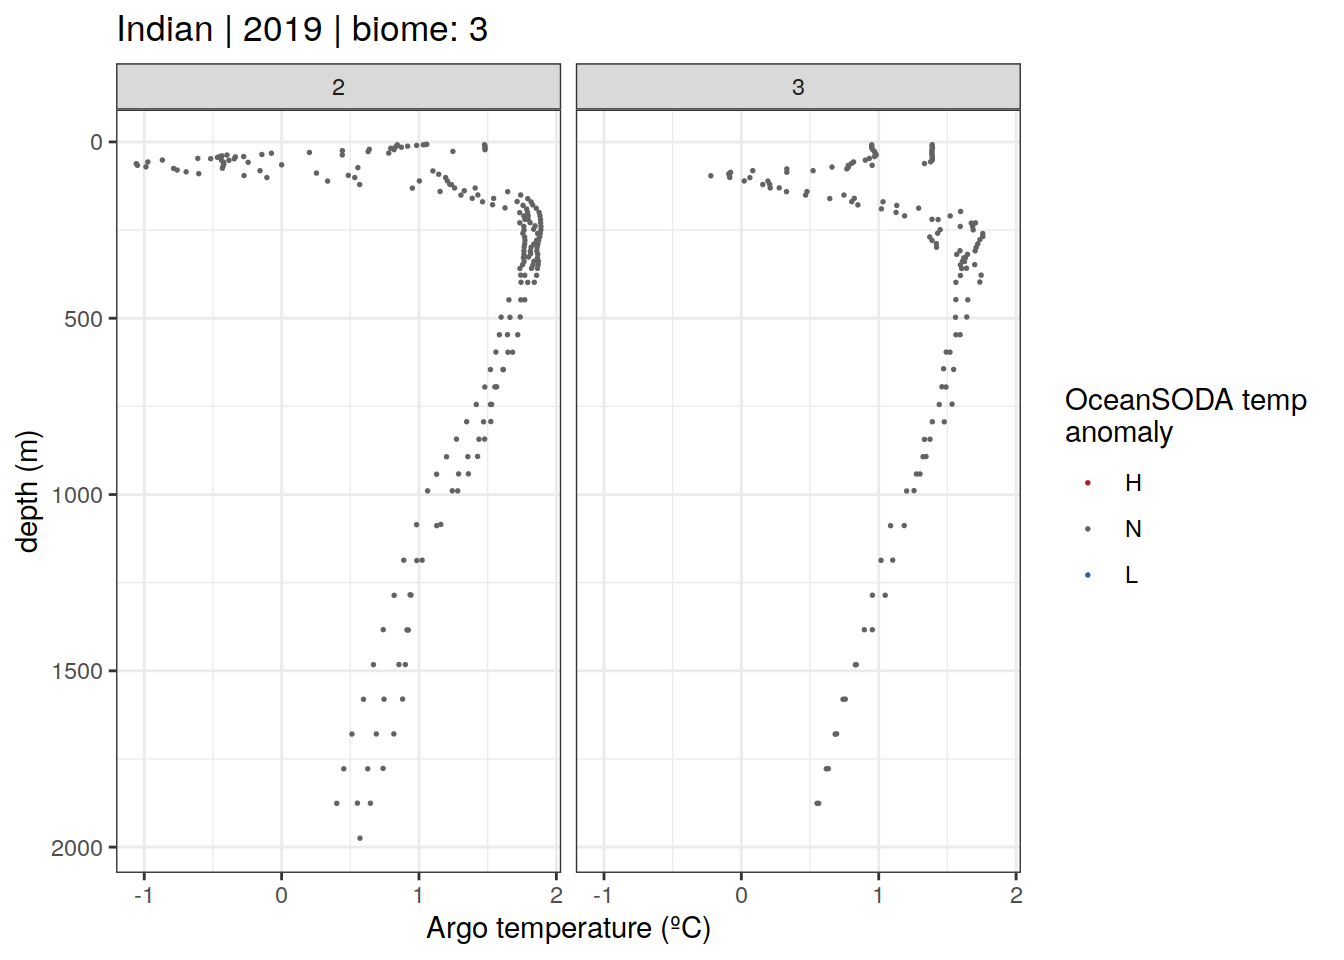 Indian | 2019 | biome: 3
2
3
0
500
1000
1500
2000
depth (m)
-1
0
1
2
-1
0
1
2
Argo temperature (ºC)
OceanSODA temp
anomaly
H
N
L